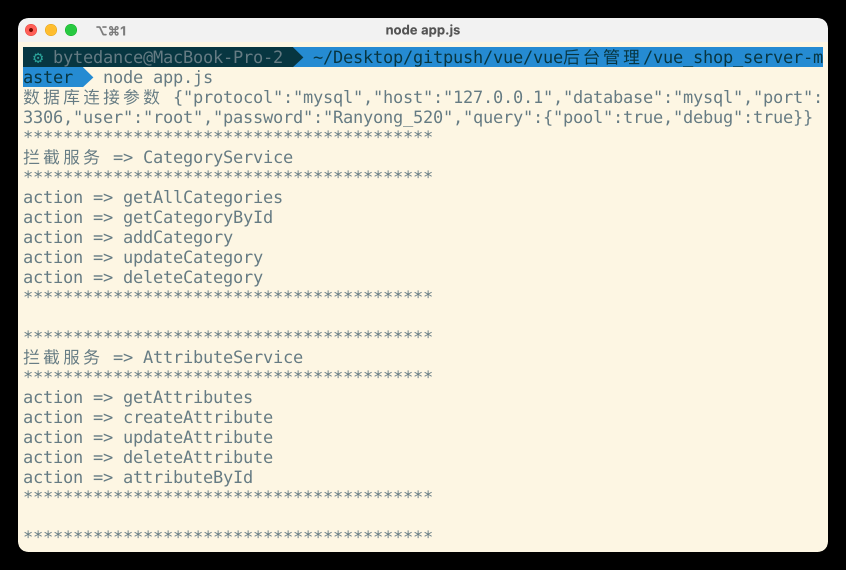 ⌥⌘1 node app.js
⚙ bytedance@MacBook-Pro-2 ~/Desktop/gitpush/vue/vue后台管理/vue_shop_server-m
aster node app.js
数据库连接参数 {"protocol":"mysql","host":"127.0.0.1","database":"mysql","port":
3306,"user":"root","password":"Ranyong_520","query":{"pool":true,"debug":true}}
*****************************************
拦截服务 => CategoryService
*****************************************
action => getAllCategories
action => getCategoryById
action => addCategory
action => updateCategory
action => deleteCategory
*****************************************

*****************************************
拦截服务 => AttributeService
*****************************************
action => getAttributes
action => createAttribute
action => updateAttribute
action => deleteAttribute
action => attributeById
*****************************************

*****************************************